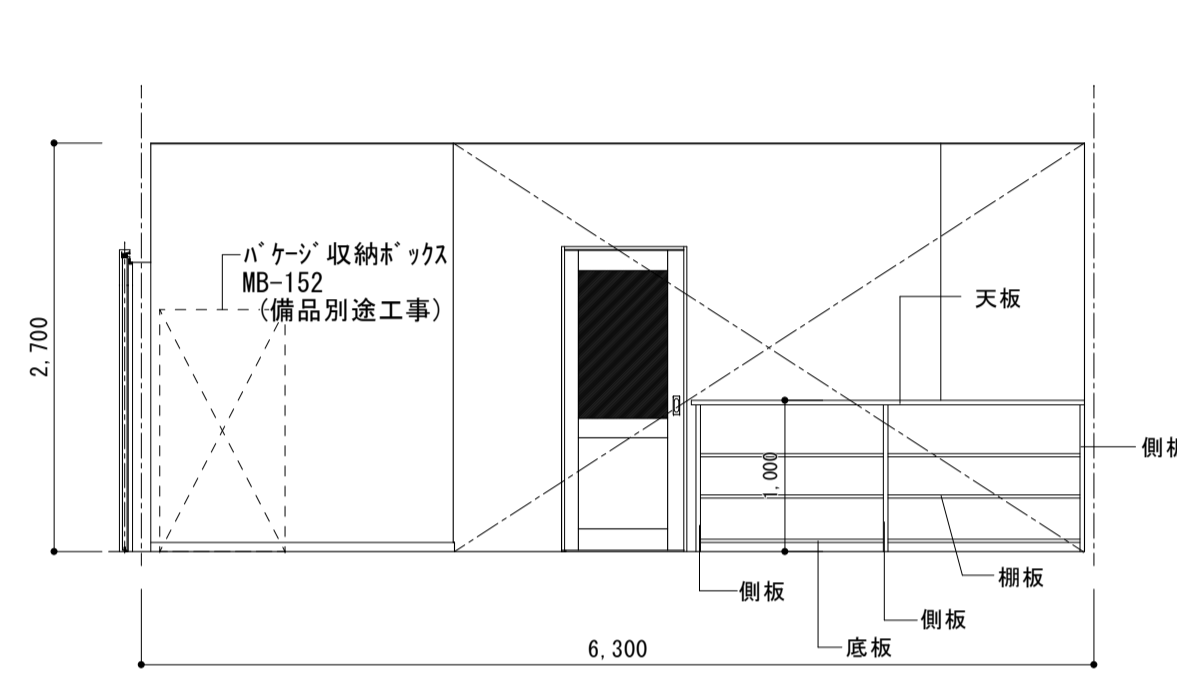 ﾊﾞｹｰｼﾞ収納ﾎﾞｯｸｽ
MB-152
(備品別途工事)
天板
2,700
1,000
側板
棚板
側板
側板
底板
6,300